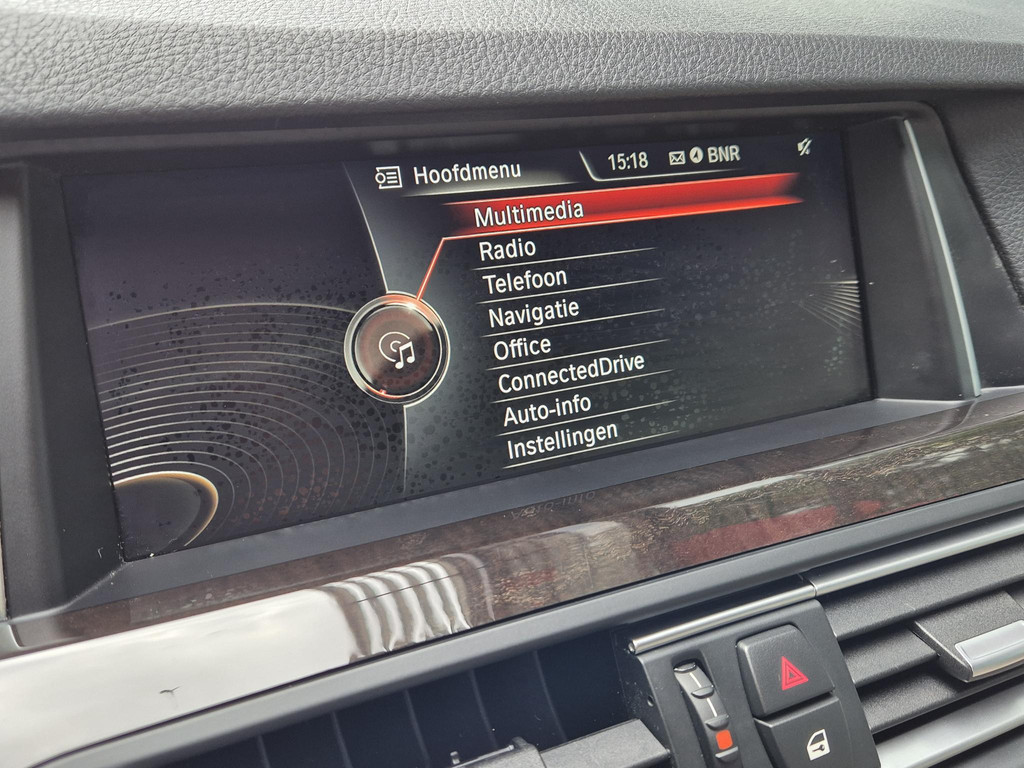 Hoofdmenu 15:18 BNR
Multimedia
Radio
Telefoon
Navigatie
Office
ConnectedDrive
Auto-info
Instellingen